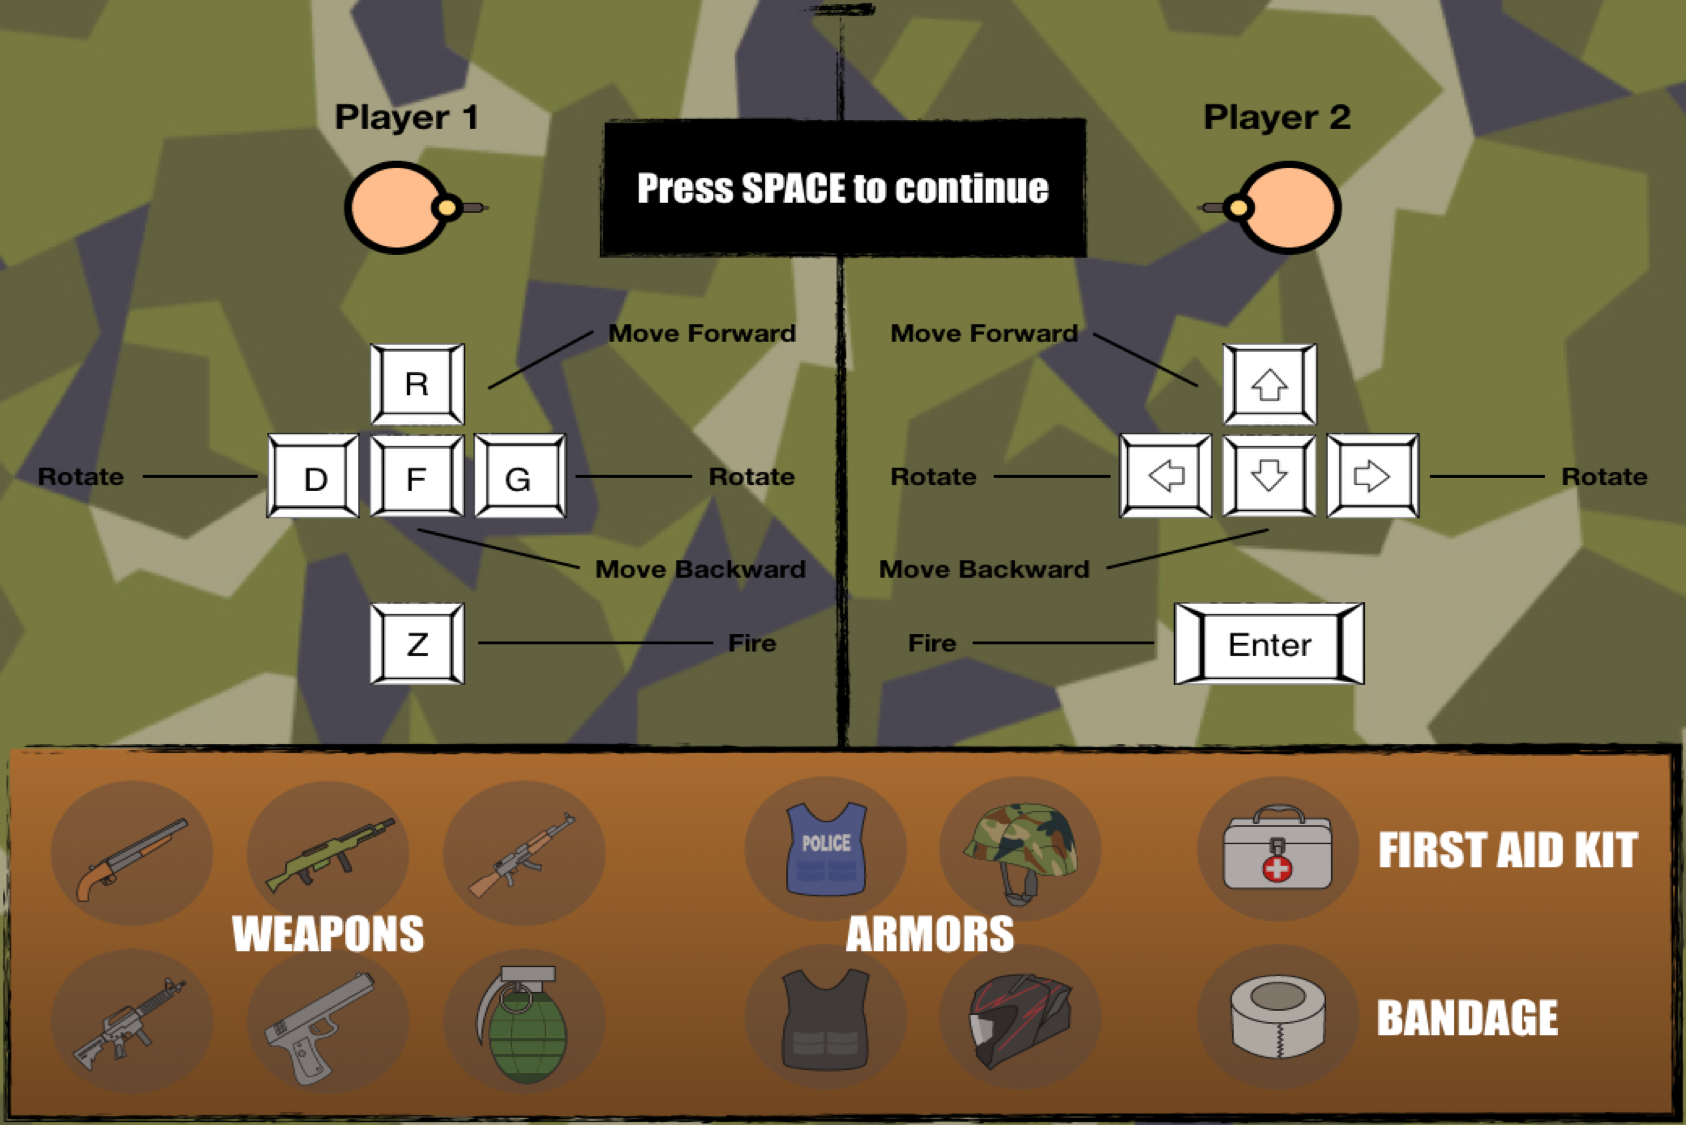 Player 1
Player 2
Press SPACE to continue
Move Forward
Move Forward
R
Rotate
D
F
G
Rotate
Rotate
Rotate
Move Backward
Move Backward
Z
Fire
Fire
Enter
POLICE
FIRST AID KIT
WEAPONS
ARMORS
BANDAGE